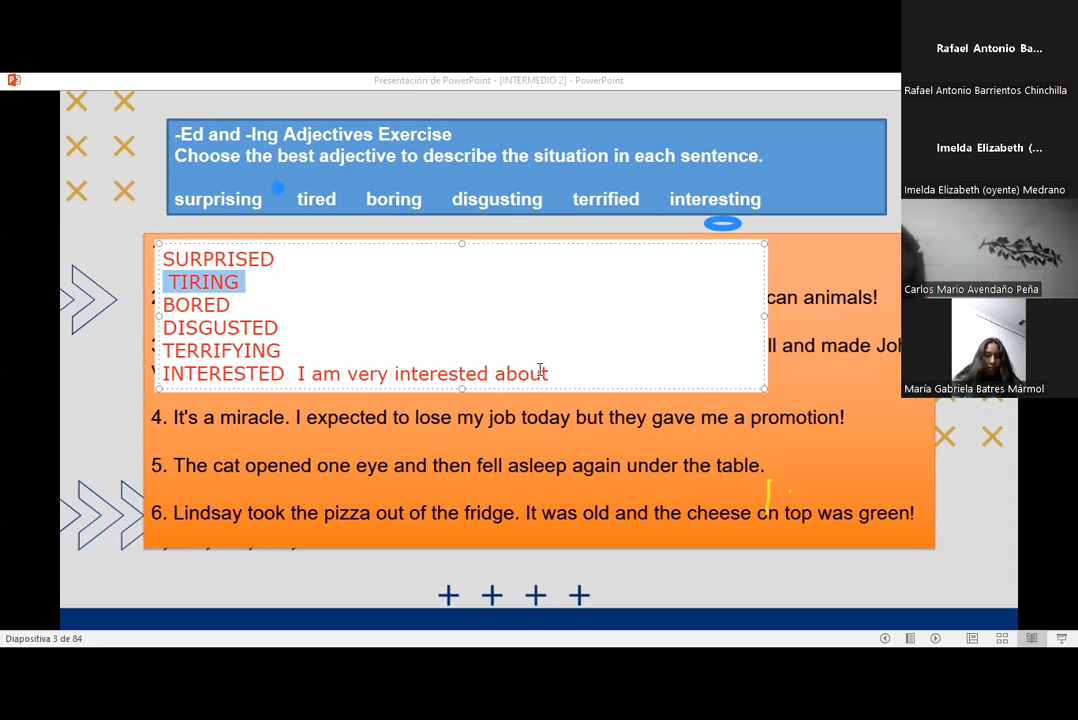 Presentación de PowerPoint - [INTERMEDIO 2] - PowerPoint
-Ed and -Ing Adjectives Exercise
Choose the best adjective to describe the situation in each sentence.
surprising tired boring disgusting terrified interesting
SURPRISED
TIRING
BORED
DISGUSTED
TERRIFYING
INTERESTED I am very interested about
can animals!
and made
4. It's a miracle. I expected to lose my job today but they gave me a promotion!
5. The cat opened one eye and then fell asleep again under the table.
6. Lindsay took the pizza out of the fridge. It was old and the cheese on top was green!
Diapositiva 3 de 84
Rafael Antonio Ba...
Rafael Antonio Barrientos Chinchilla
Imelda Elizabeth (...
Imelda Elizabeth (oyente) Medrano
Carlos Mario Avendaño Peña
María Gabriela Batres Mármol